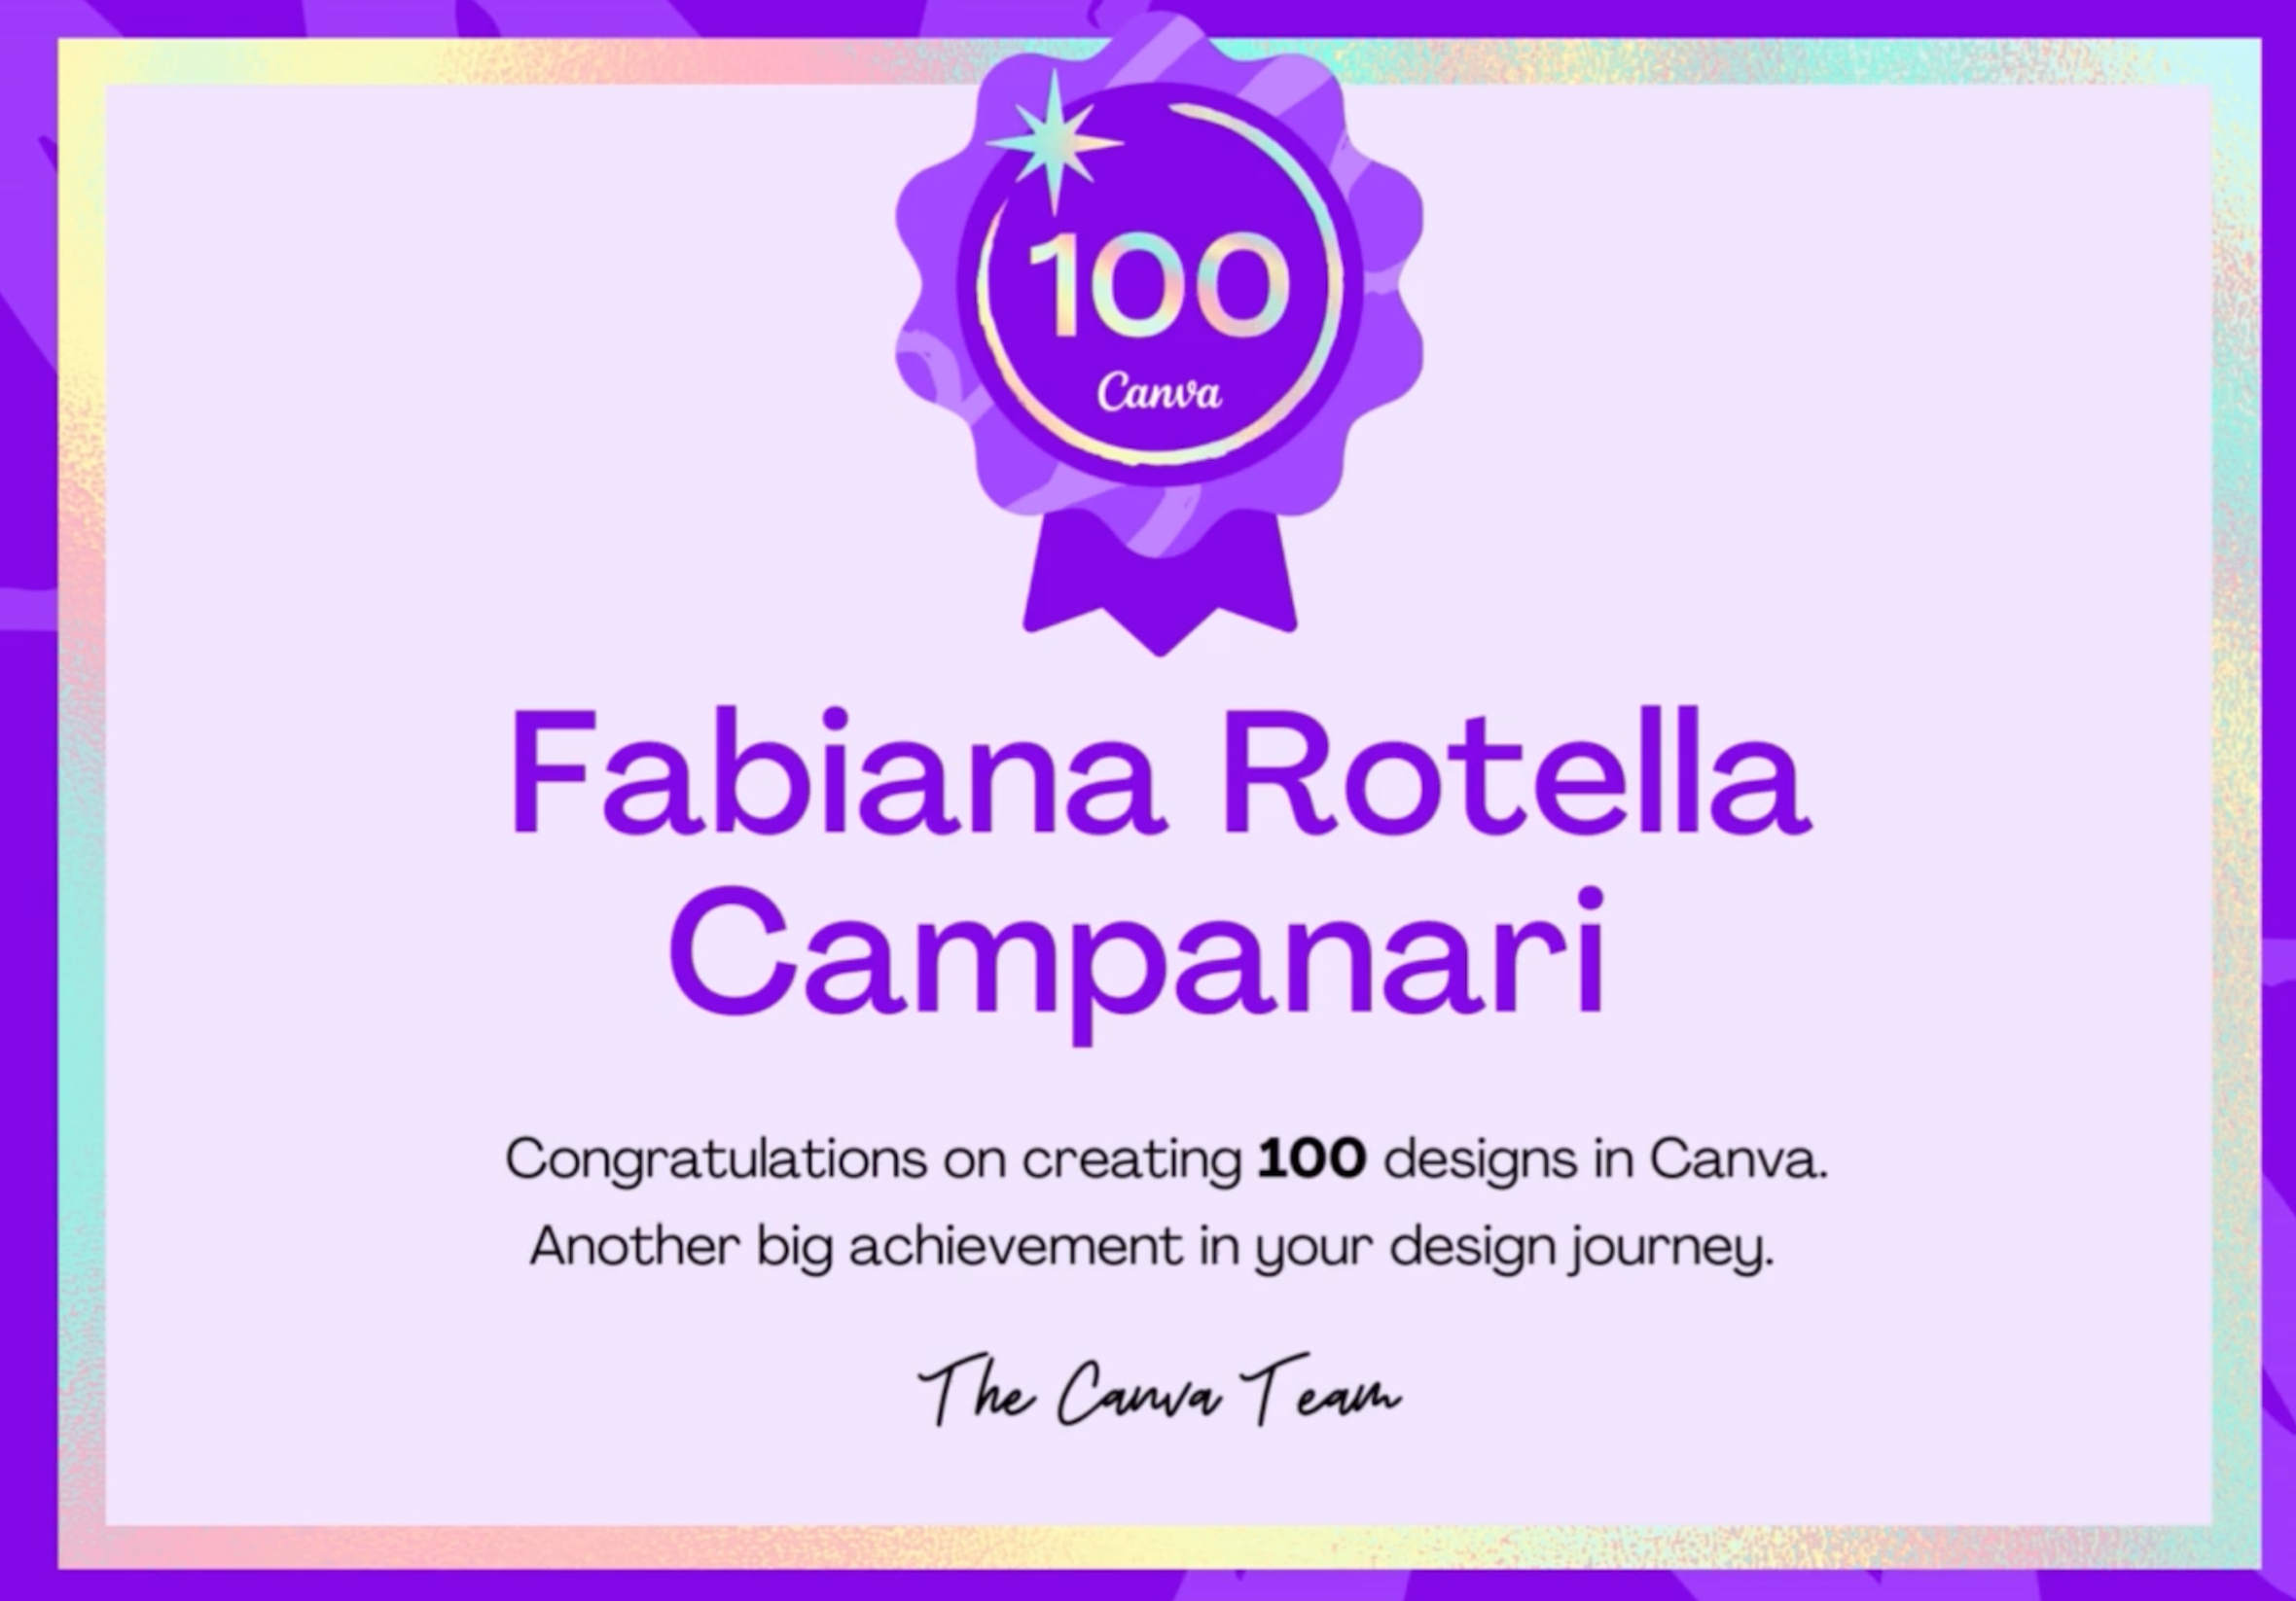 100
Canva
Fabiana Rotella
Campanari
Congratulations on creating 100 designs in Canva.
Another big achievement in your design journey.
The Canva Team